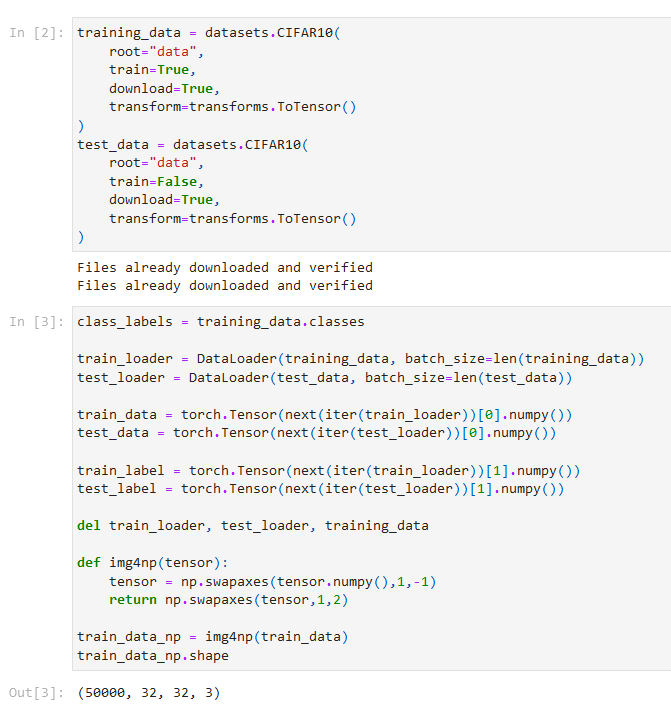 In [2]:
training_data = datasets.CIFAR10(
    root="data",
    train=True,
    download=True,
    transform=transforms.ToTensor()
)
test_data = datasets.CIFAR10(
    root="data",
    train=False,
    download=True,
    transform=transforms.ToTensor()
)
Files already downloaded and verified
Files already downloaded and verified
In [3]:
class_labels = training_data.classes

train_loader = DataLoader(training_data, batch_size=len(training_data))
test_loader = DataLoader(test_data, batch_size=len(test_data))

train_data = torch.Tensor(next(iter(train_loader))[0].numpy())
test_data = torch.Tensor(next(iter(test_loader))[0].numpy())

train_label = torch.Tensor(next(iter(train_loader))[1].numpy())
test_label = torch.Tensor(next(iter(test_loader))[1].numpy())

del train_loader, test_loader, training_data

def img4np(tensor):
    tensor = np.swapaxes(tensor.numpy(),1,-1)
    return np.swapaxes(tensor,1,2)

train_data_np = img4np(train_data)
train_data_np.shape
Out[3]:
(50000, 32, 32, 3)